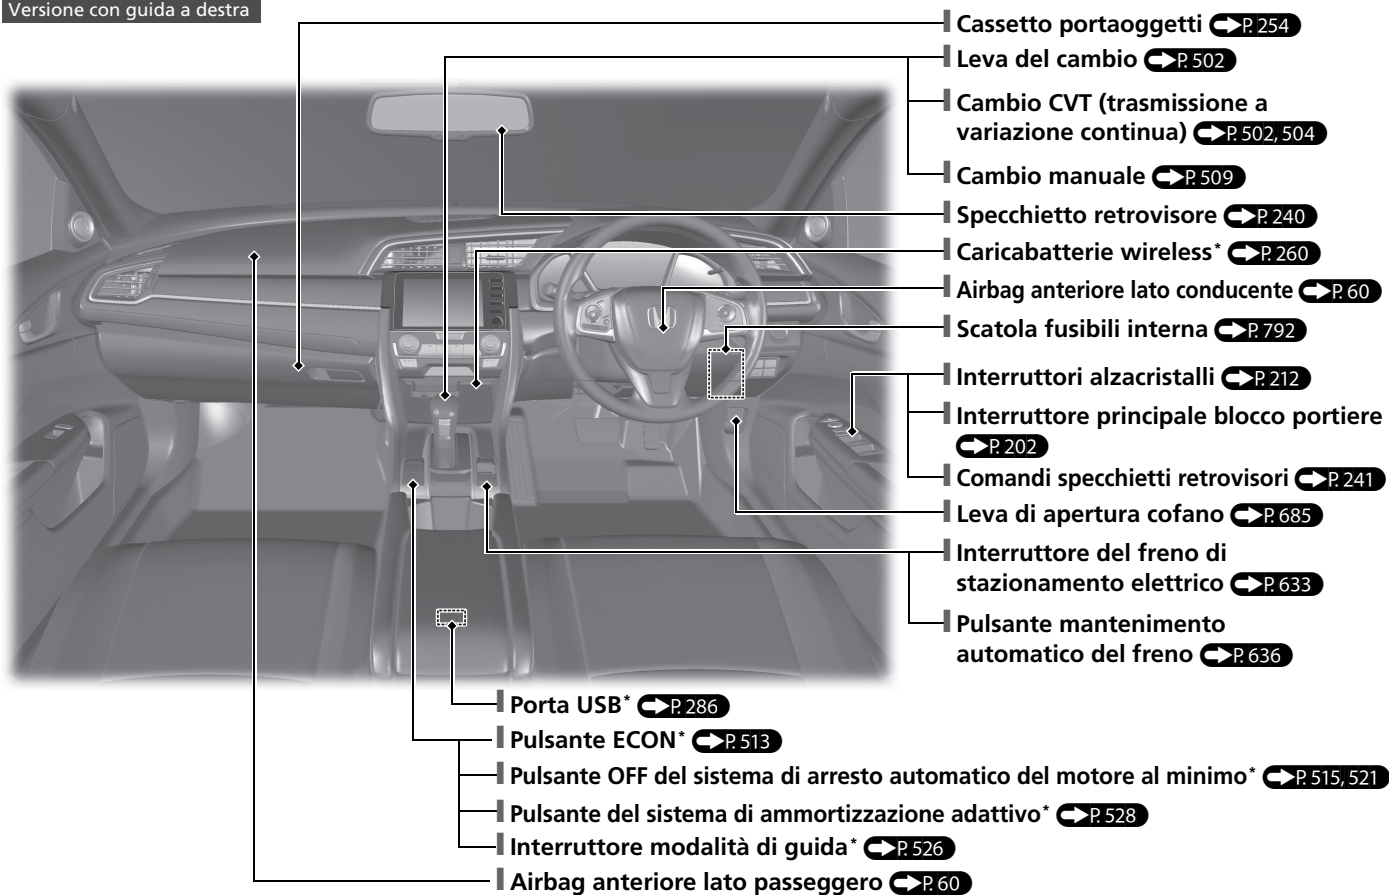 Versione con guida a destra
Cassetto portaoggetti P. 254
Leva del cambio P. 502
Cambio CVT (trasmissione a
variazione continua) P. 502, 504
Cambio manuale P. 509
Specchietto retrovisore P. 240
Caricabatterie wireless* P. 260
Airbag anteriore lato conducente P. 60
Scatola fusibili interna P. 792
Interruttori alzacristalli P. 212
Interruttore principale blocco portiere
P. 202
Comandi specchietti retrovisori P. 241
Leva di apertura cofano P. 685
Interruttore del freno di
stazionamento elettrico P. 633
Pulsante mantenimento
automatico del freno P. 636
Porta USB* P. 286
Pulsante ECON* P. 513
Pulsante OFF del sistema di arresto automatico del motore al minimo* P. 515, 521
Pulsante del sistema di ammortizzazione adattivo* P. 528
Interruttore modalità di guida* P. 526
Airbag anteriore lato passeggero P. 60